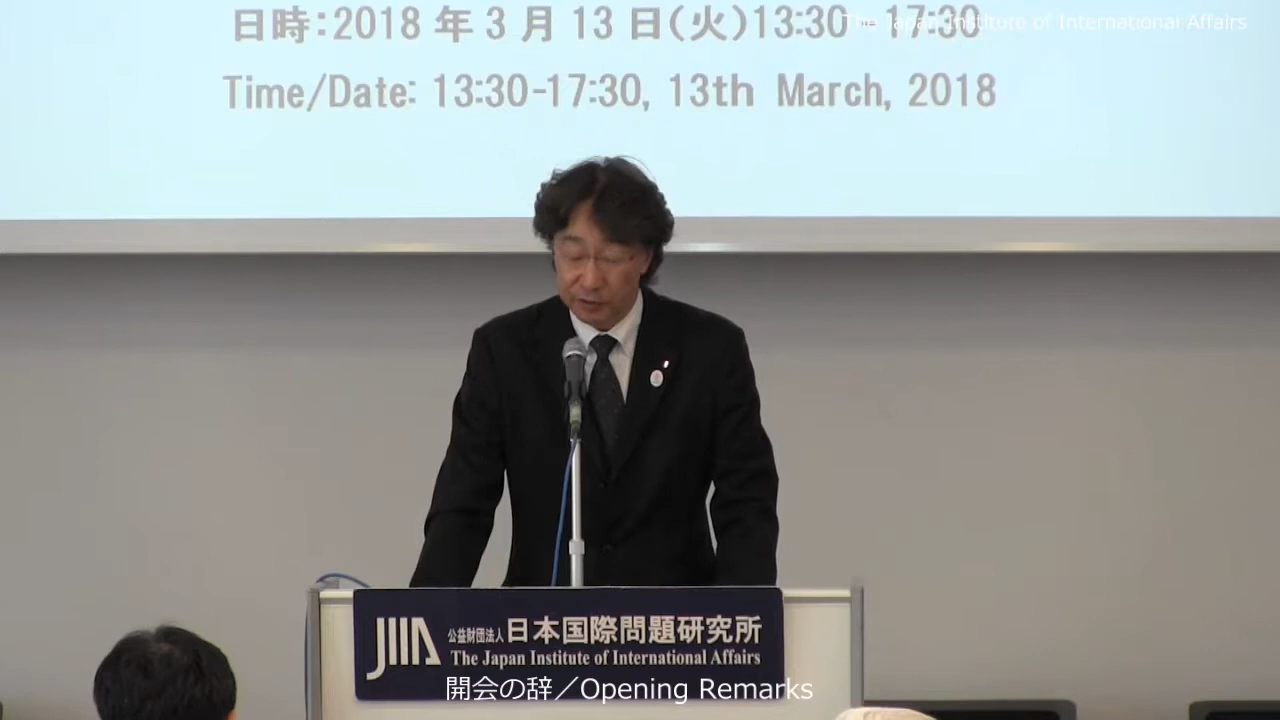 The Japan Institute of International Affairs
日時：2018 年 3 月 13 日（火）13:30 - 17:30
Time/Date: 13:30-17:30, 13th March, 2018
JIIA 公益財団法人 日本国際問題研究所
The Japan Institute of International Affairs
開会の辞／Opening Remarks